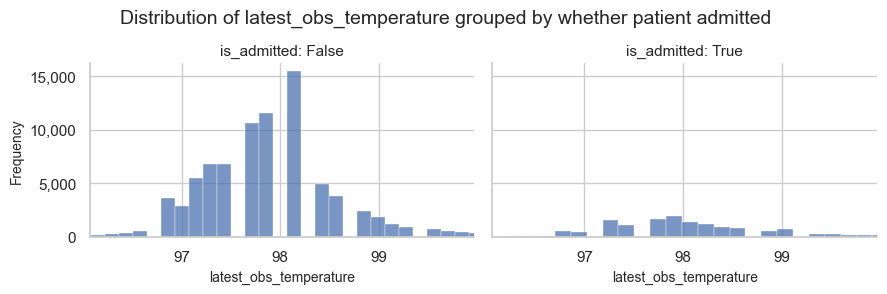 Distribution of latest_obs_temperature grouped by whether patient admitted
is_admitted: False
is_admitted: True
15,000
10,000
5,000
0
Frequency
97
98
99
97
98
99
latest_obs_temperature
latest_obs_temperature